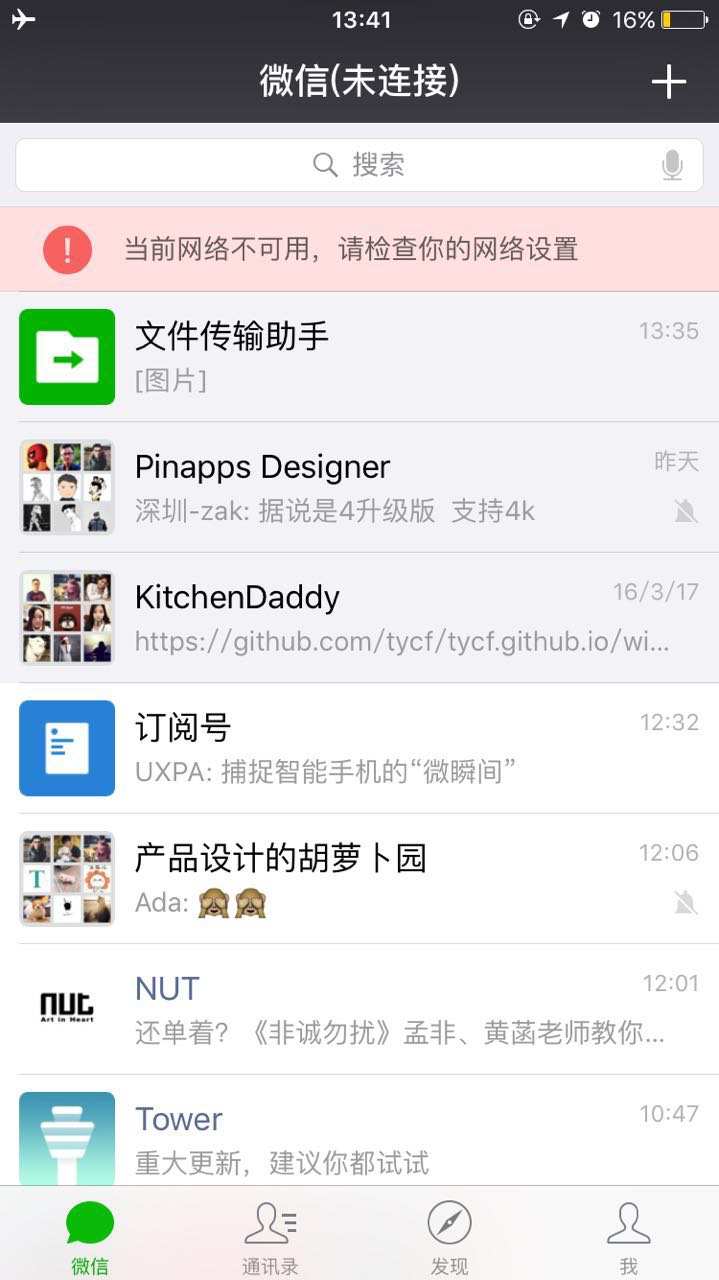 13:41
16%
微信(未连接)
搜索
当前网络不可用，请检查你的网络设置
文件传输助手
13:35
[图片]
Pinapps Designer
昨天
深圳-zak: 据说是4升级版 支持4k
KitchenDaddy
16/3/17
https://github.com/tycf/tycf.github.io/wi...
订阅号
12:32
UXPA: 捕捉智能手机的“微瞬间”
产品设计的胡萝卜园
12:06
Ada: 🙈🙈
nut
Art in Heart
NUT
12:01
还单着？《非诚勿扰》孟非、黄菡老师教你...
Tower
10:47
重大更新，建议你都试试
微信
通讯录
发现
我